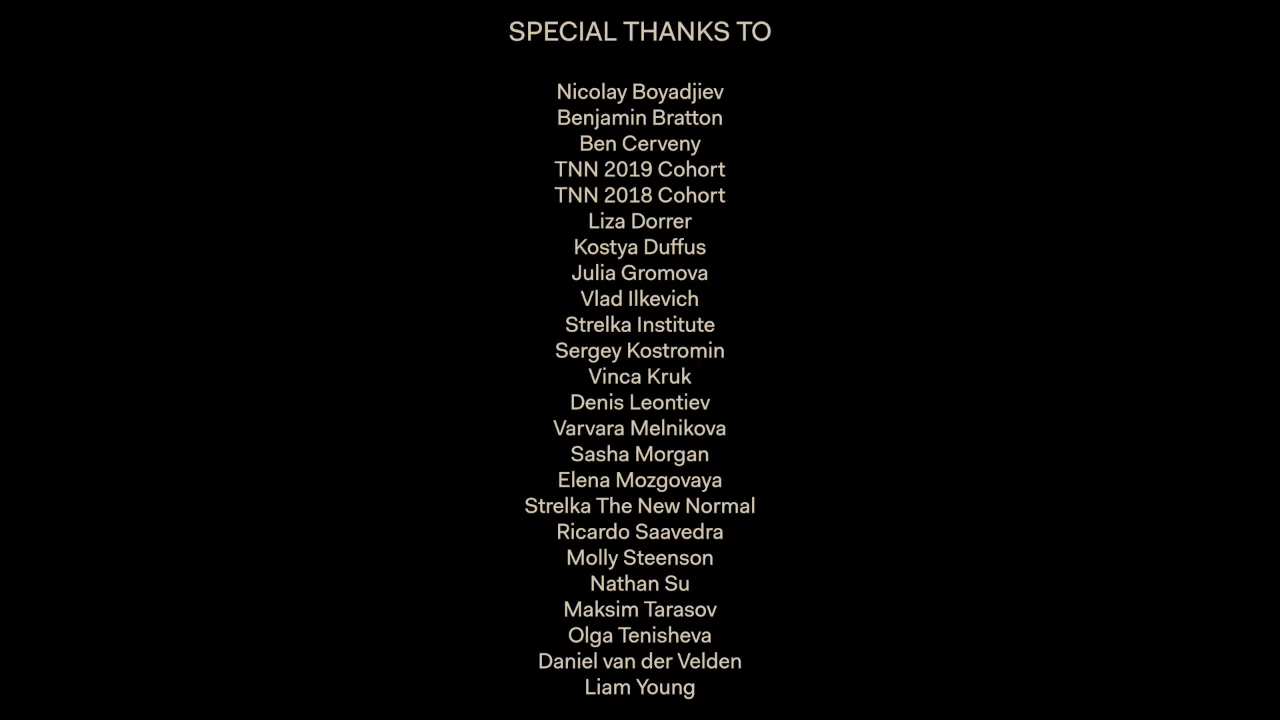 SPECIAL THANKS TO
Nicolay Boyadjiev
Benjamin Bratton
Ben Cerveny
TNN 2019 Cohort
TNN 2018 Cohort
Liza Dorrer
Kostya Duffus
Julia Gromova
Vlad Ilkevich
Strelka Institute
Sergey Kostromin
Vinca Kruk
Denis Leontiev
Varvara Melnikova
Sasha Morgan
Elena Mozgovaya
Strelka The New Normal
Ricardo Saavedra
Molly Steenson
Nathan Su
Maksim Tarasov
Olga Tenisheva
Daniel van der Velden
Liam Young